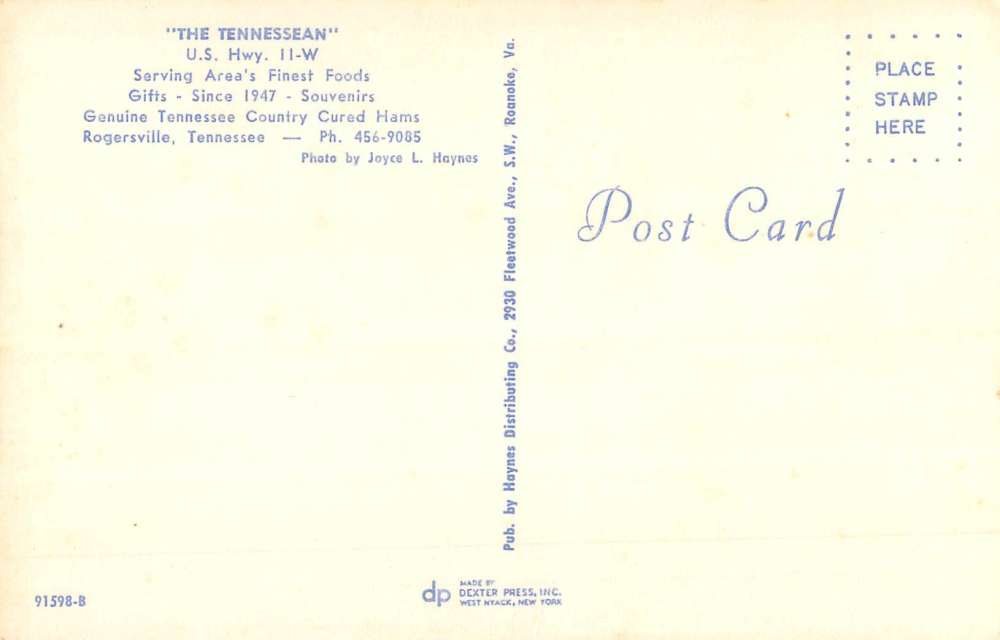 "THE TENNESSEAN"
U.S. Hwy. 11-W
Serving Area's Finest Foods
Gifts - Since 1947 - Souvenirs
Genuine Tennessee Country Cured Hams
Rogersville, Tennessee — Ph. 456-9085
Photo by Joyce L. Haynes
Pub. by Haynes Distributing Co., 2930 Fleetwood Ave., S.W., Roanoke, Va.
PLACE
STAMP
HERE
Post Card
91598-B
dp
MADE BY
DEXTER PRESS, INC.
WEST NYACK, NEW YORK